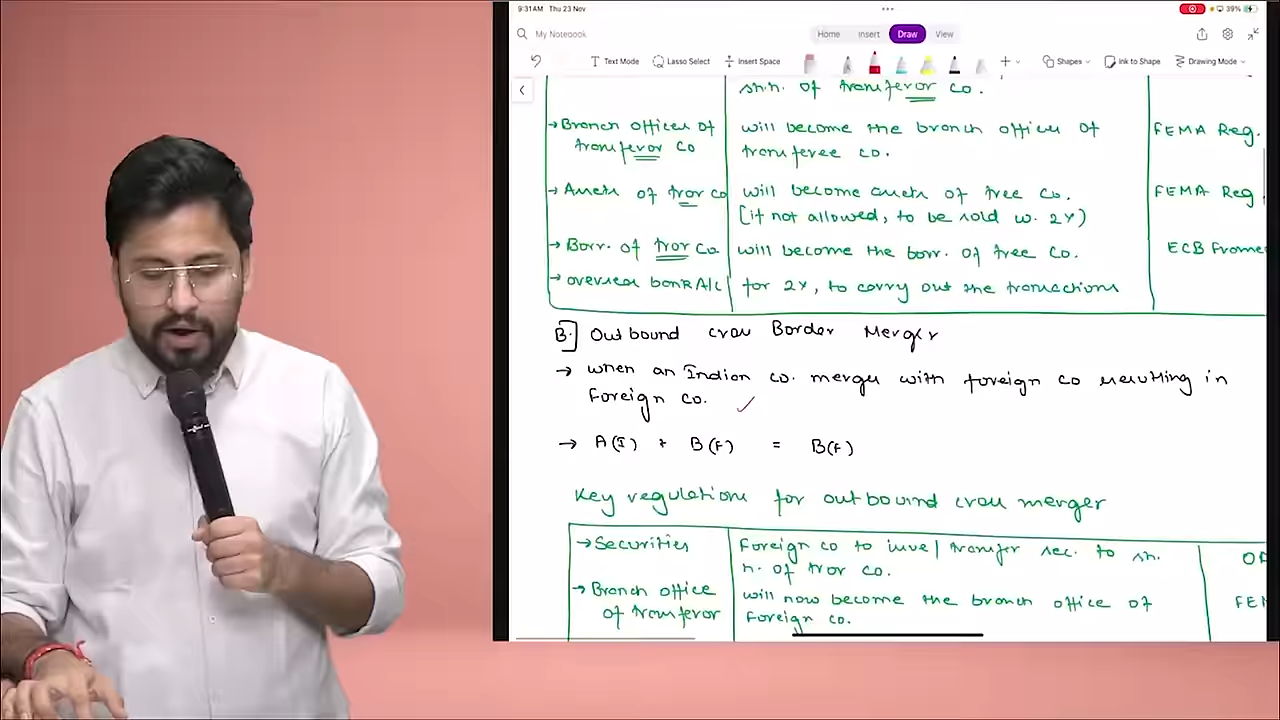 9:31AM Thu 23 Nov
39%
My Notebook
Home Insert Draw View
Text Mode Lasso Select Insert Space Shapes Ink to Shape Drawing Mode
sh.h. of transferor co.
→ Branch offices of will become the branch offices of FEMA Reg.
transferor co transferee co.
→ Assets of tror co will become assets of tree co. FEMA Reg.
[if not allowed, to be sold w. 2Y)
→ Borr. of tror co. will become the borr. of tree co. ECB Frame
→ overseas bank A/c for 2Y, to carry out the transactions
B.] Outbound cross Border Merger
→ when an Indian co. merges with foreign co resulting in
Foreign co.
→ A(I) + B(F) = B(F)
Key regulations for outbound cross merger
→ Securities Foreign co to issue / transfer sec. to sh.
h. of tror co.
→ Branch office will now become the branch office of
of transferor Foreign co.